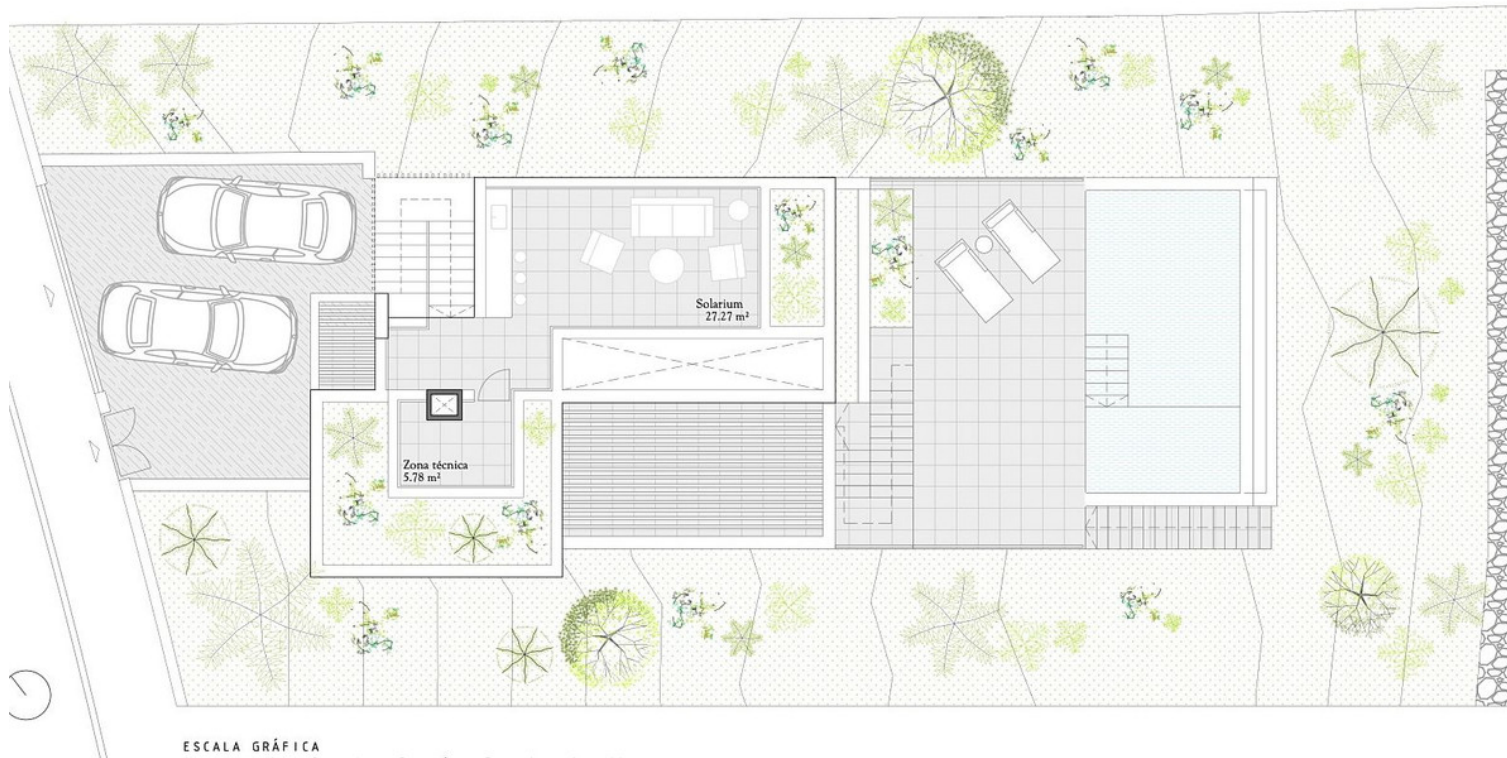 Solarium
27.27 m²
Zona técnica
5.78 m²
ESCALA GRÁFICA